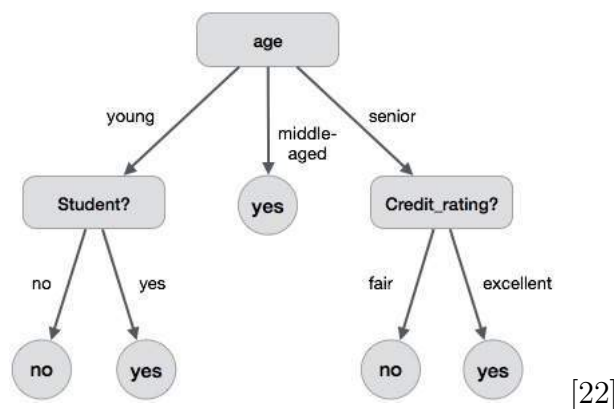 age
young
middle-
aged
senior
Student?
yes
Credit_rating?
no
yes
fair
excellent
no
yes
no
yes
[22]